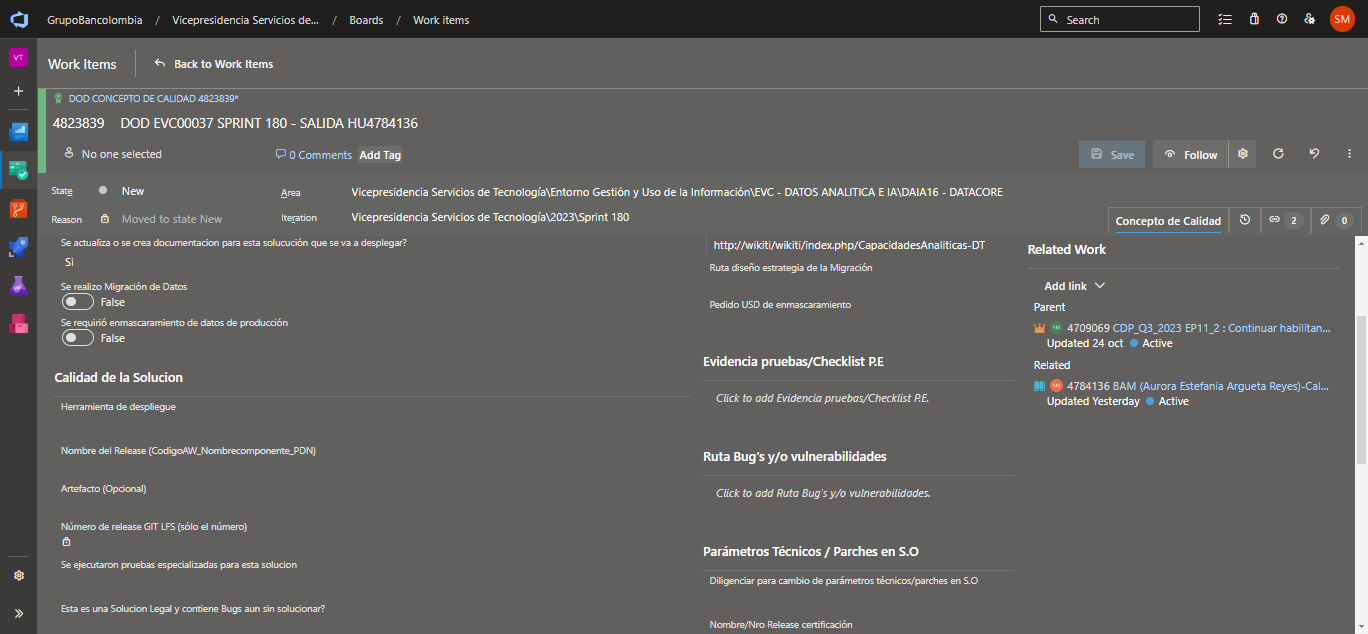 GrupoBancolombia / Vicepresidencia Servicios de... / Boards / Work items
Search
SM
VT
Work Items
Back to Work Items
DOD CONCEPTO DE CALIDAD 4823839*
4823839 DOD EVC00037 SPRINT 180 - SALIDA HU4784136
No one selected
0 Comments
Add Tag
Save
Follow
State
New
Area
Vicepresidencia Servicios de Tecnología\Entorno Gestión y Uso de la Información\EVC - DATOS ANALITICA E IA\DAIA16 - DATACORE
Reason
Moved to state New
Iteration
Vicepresidencia Servicios de Tecnología\2023\Sprint 180
Concepto de Calidad
2
0
Se actualiza o se crea documentacion para esta solucución que se va a desplegar?
Si
Se realizo Migración de Datos
False
Se requirió enmascaramiento de datos de producción
False
Calidad de la Solucion
Herramienta de despliegue
Nombre del Release (CodigoAW_Nombrecomponente_PDN)
Artefacto (Opcional)
Número de release GIT LFS (sólo el número)
Se ejecutaron pruebas especializadas para esta solucion
Esta es una Solucion Legal y contiene Bugs aun sin solucionar?
http://wikiti/wikiti/index.php/CapacidadesAnaliticas-DT
Ruta diseño estrategia de la Migración
Pedido USD de enmascaramiento
Evidencia pruebas/Checklist P.E
Click to add Evidencia pruebas/Checklist P.E.
Ruta Bug's y/o vulnerabilidades
Click to add Ruta Bug's y/o vulnerabilidades.
Parámetros Técnicos / Parches en S.O
Diligenciar para cambio de parámetros técnicos/parches en S.O
Nombre/Nro Release certificación
Related Work
Add link
Parent
4709069 CDP_Q3_2023 EP11_2 : Continuar habilitan...
Updated 24 oct
Active
Related
SM
4784136 BAM (Aurora Estefania Argueta Reyes)-Cal...
Updated Yesterday
Active